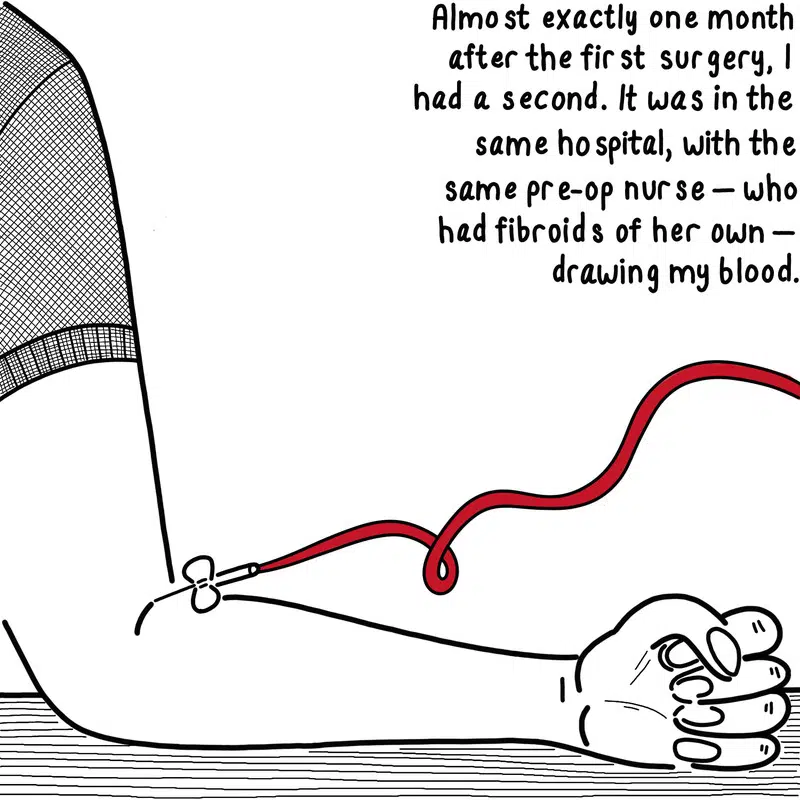 Almost exactly one month
after the first surgery, I
had a second. It was in the
same hospital, with the
same pre-op nurse — who
had fibroids of her own —
drawing my blood.